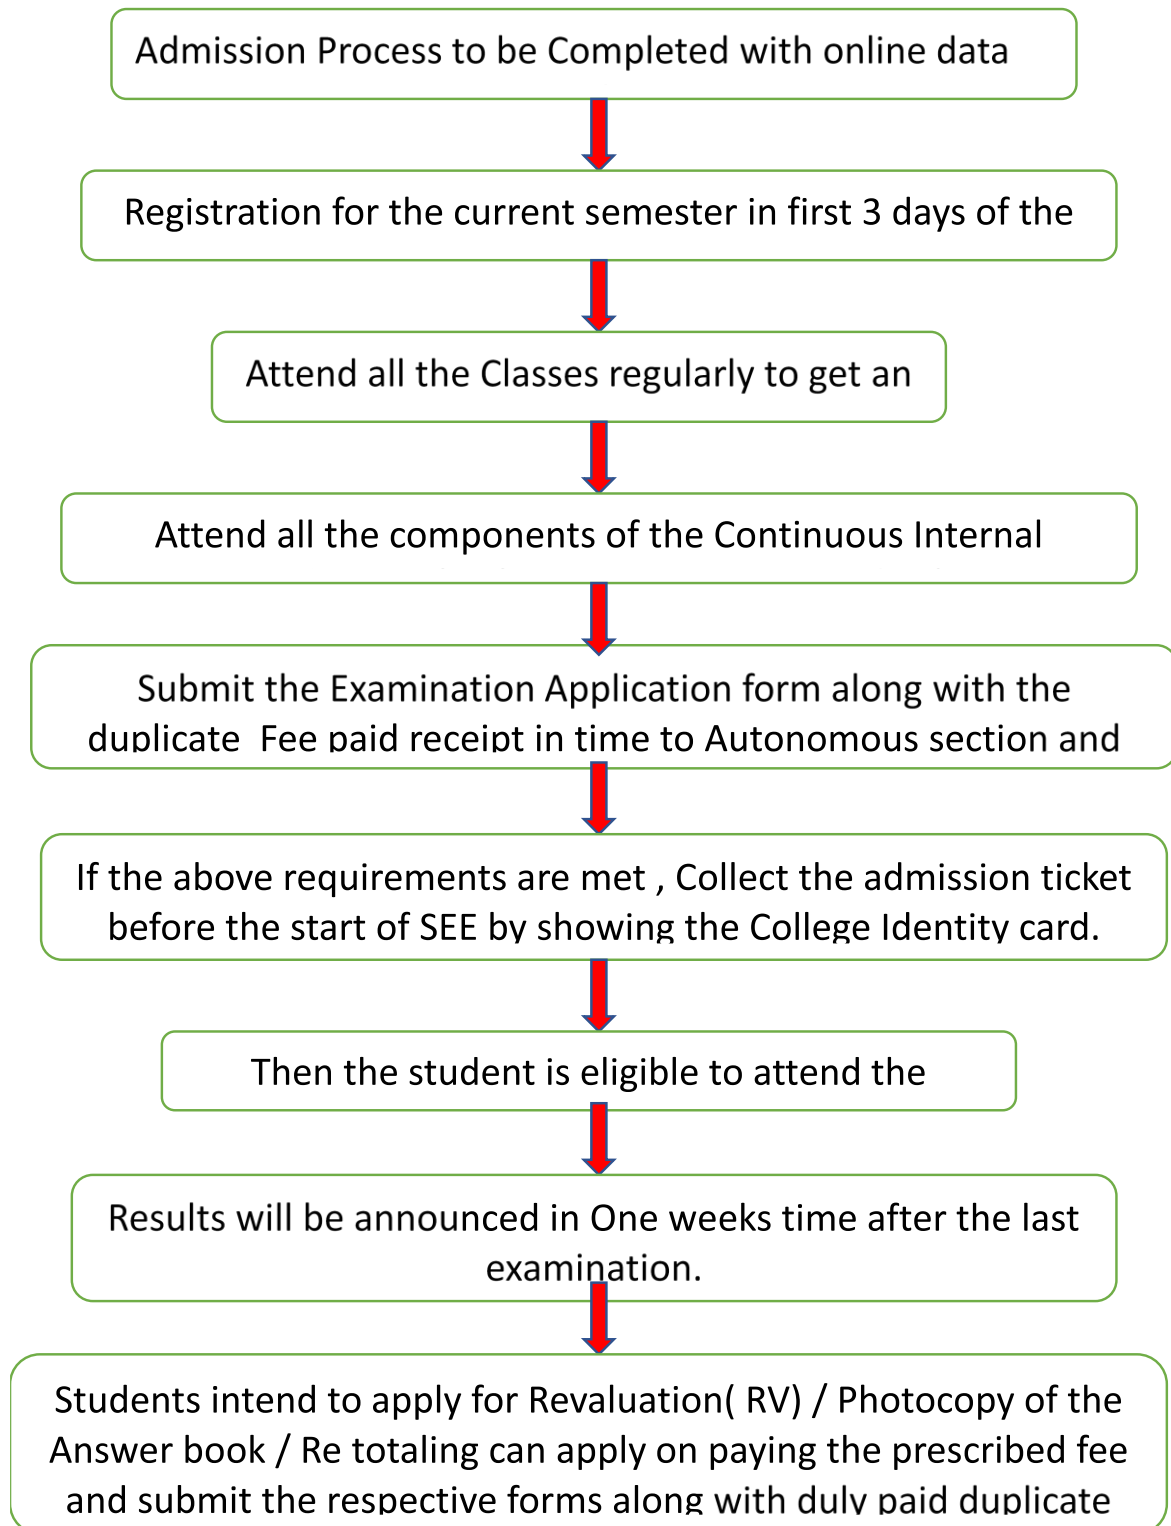 Admission Process to be Completed with online data
Registration for the current semester in first 3 days of the
Attend all the Classes regularly to get an
Attend all the components of the Continuous Internal
Submit the Examination Application form along with the
duplicate Fee paid receipt in time to Autonomous section and
If the above requirements are met , Collect the admission ticket
before the start of SEE by showing the College Identity card.
Then the student is eligible to attend the
Results will be announced in One weeks time after the last
examination.
Students intend to apply for Revaluation( RV) / Photocopy of the
Answer book / Re totaling can apply on paying the prescribed fee
and submit the respective forms along with duly paid duplicate